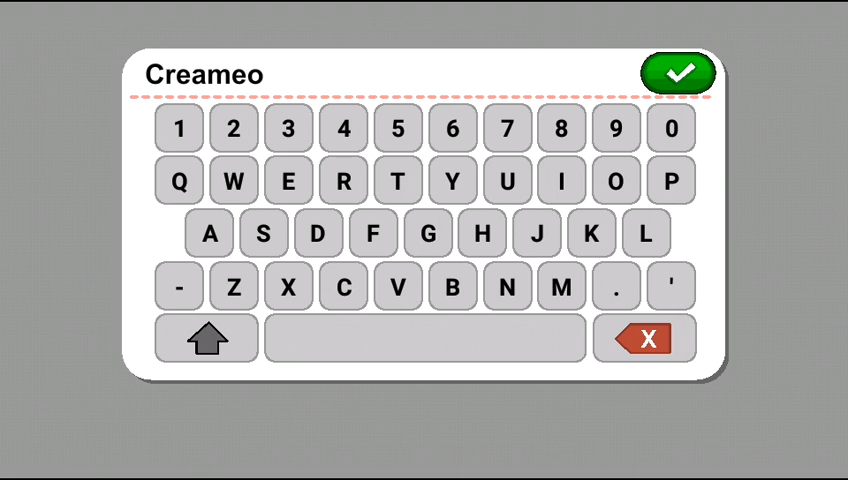 Creameo
1 2 3 4 5 6 7 8 9 0
Q W E R T Y U I O P
A S D F G H J K L
- Z X C V B N M . '
X